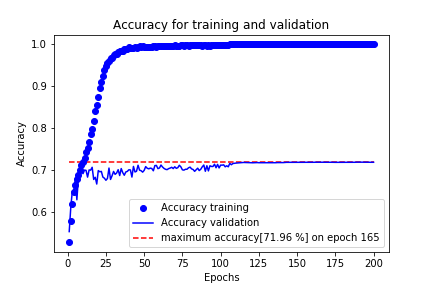 Accuracy for training and validation
1.0
0.9
0.8
0.7
0.6
Accuracy
Accuracy training
Accuracy validation
maximum accuracy[71.96 %] on epoch 165
0 25 50 75 100 125 150 175 200
Epochs